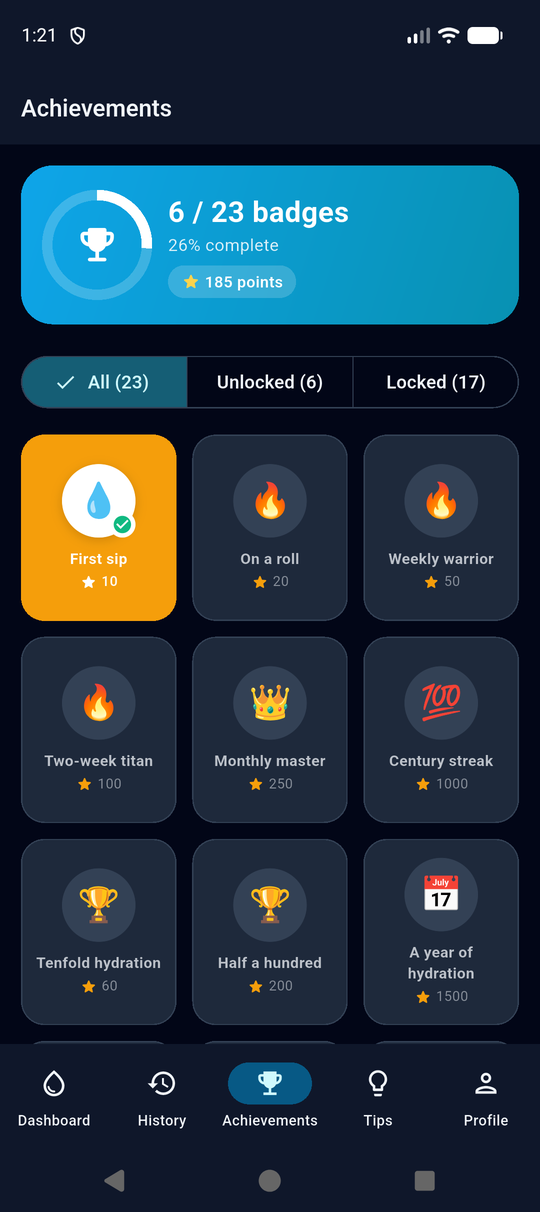 1:21
Achievements
6 / 23 badges
26% complete
185 points
All (23)
Unlocked (6)
Locked (17)
First sip
10
On a roll
20
Weekly warrior
50
Two-week titan
100
Monthly master
250
100
Century streak
1000
Tenfold hydration
60
Half a hundred
200
July
17
A year of
hydration
1500
Dashboard
History
Achievements
Tips
Profile